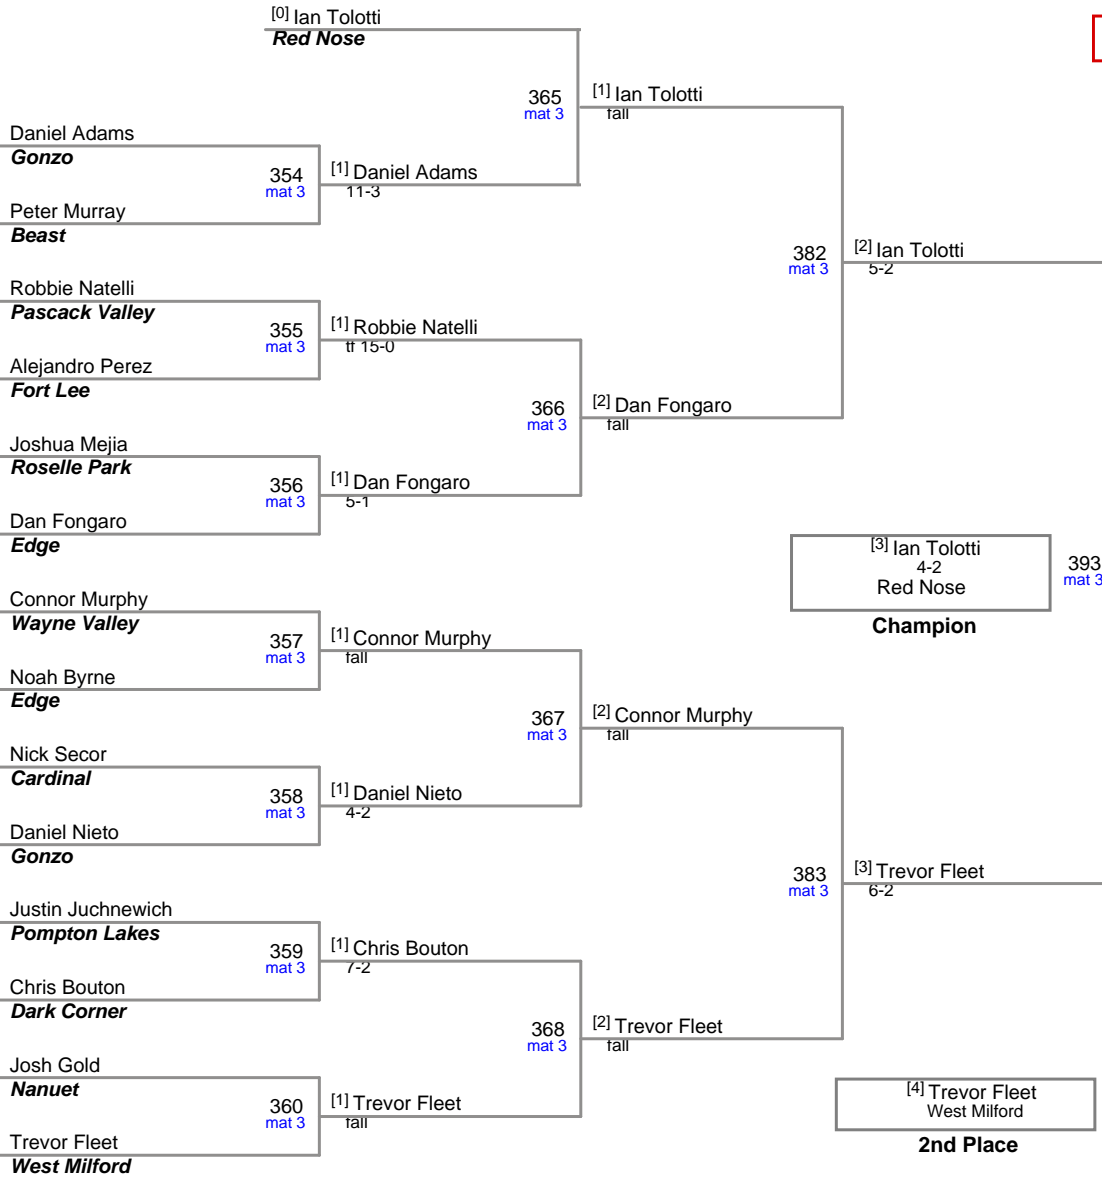 [0] Ian Tolotti
Red Nose
365
mat 3
[1] Ian Tolotti
fall
Daniel Adams
Gonzo
354
mat 3
[1] Daniel Adams
11-3
Peter Murray
Beast
382
mat 3
[2] Ian Tolotti
5-2
Robbie Natelli
Pascack Valley
355
mat 3
[1] Robbie Natelli
tf 15-0
Alejandro Perez
Fort Lee
366
mat 3
[2] Dan Fongaro
fall
Joshua Mejia
Roselle Park
356
mat 3
[1] Dan Fongaro
5-1
Dan Fongaro
Edge
[3] Ian Tolotti
4-2
Red Nose
Champion
393
mat 3
Connor Murphy
Wayne Valley
357
mat 3
[1] Connor Murphy
fall
Noah Byrne
Edge
367
mat 3
[2] Connor Murphy
fall
Nick Secor
Cardinal
358
mat 3
[1] Daniel Nieto
4-2
Daniel Nieto
Gonzo
383
mat 3
[3] Trevor Fleet
6-2
Justin Juchnewich
Pompton Lakes
359
mat 3
[1] Chris Bouton
7-2
Chris Bouton
Dark Corner
368
mat 3
[2] Trevor Fleet
fall
Josh Gold
Nanuet
360
mat 3
[1] Trevor Fleet
fall
Trevor Fleet
West Milford
[4] Trevor Fleet
West Milford
2nd Place